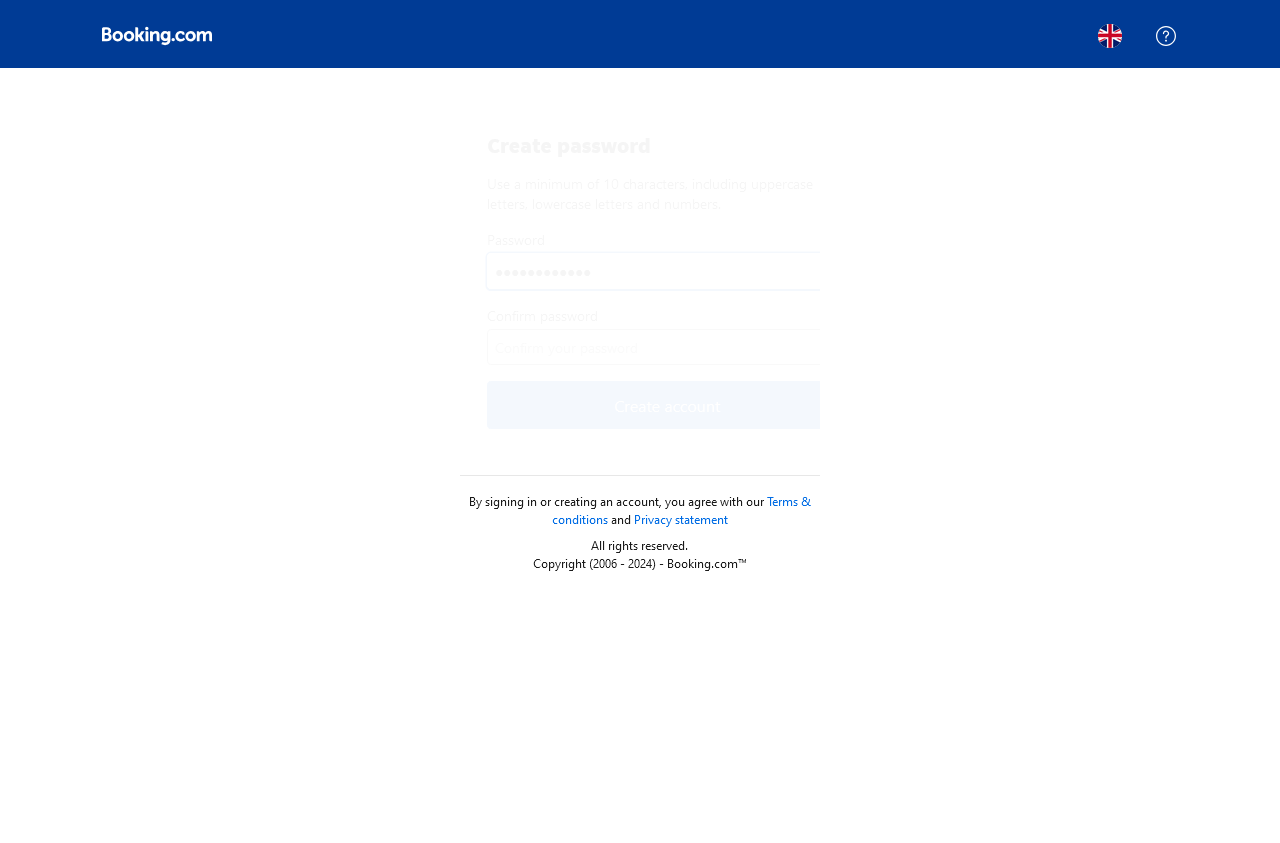 Booking.com
Create password
Use a minimum of 10 characters, including uppercase
letters, lowercase letters and numbers.
Password
Confirm password
Confirm your password
Create account
By signing in or creating an account, you agree with our Terms &
conditions and Privacy statement
All rights reserved.
Copyright (2006 - 2024) - Booking.com™